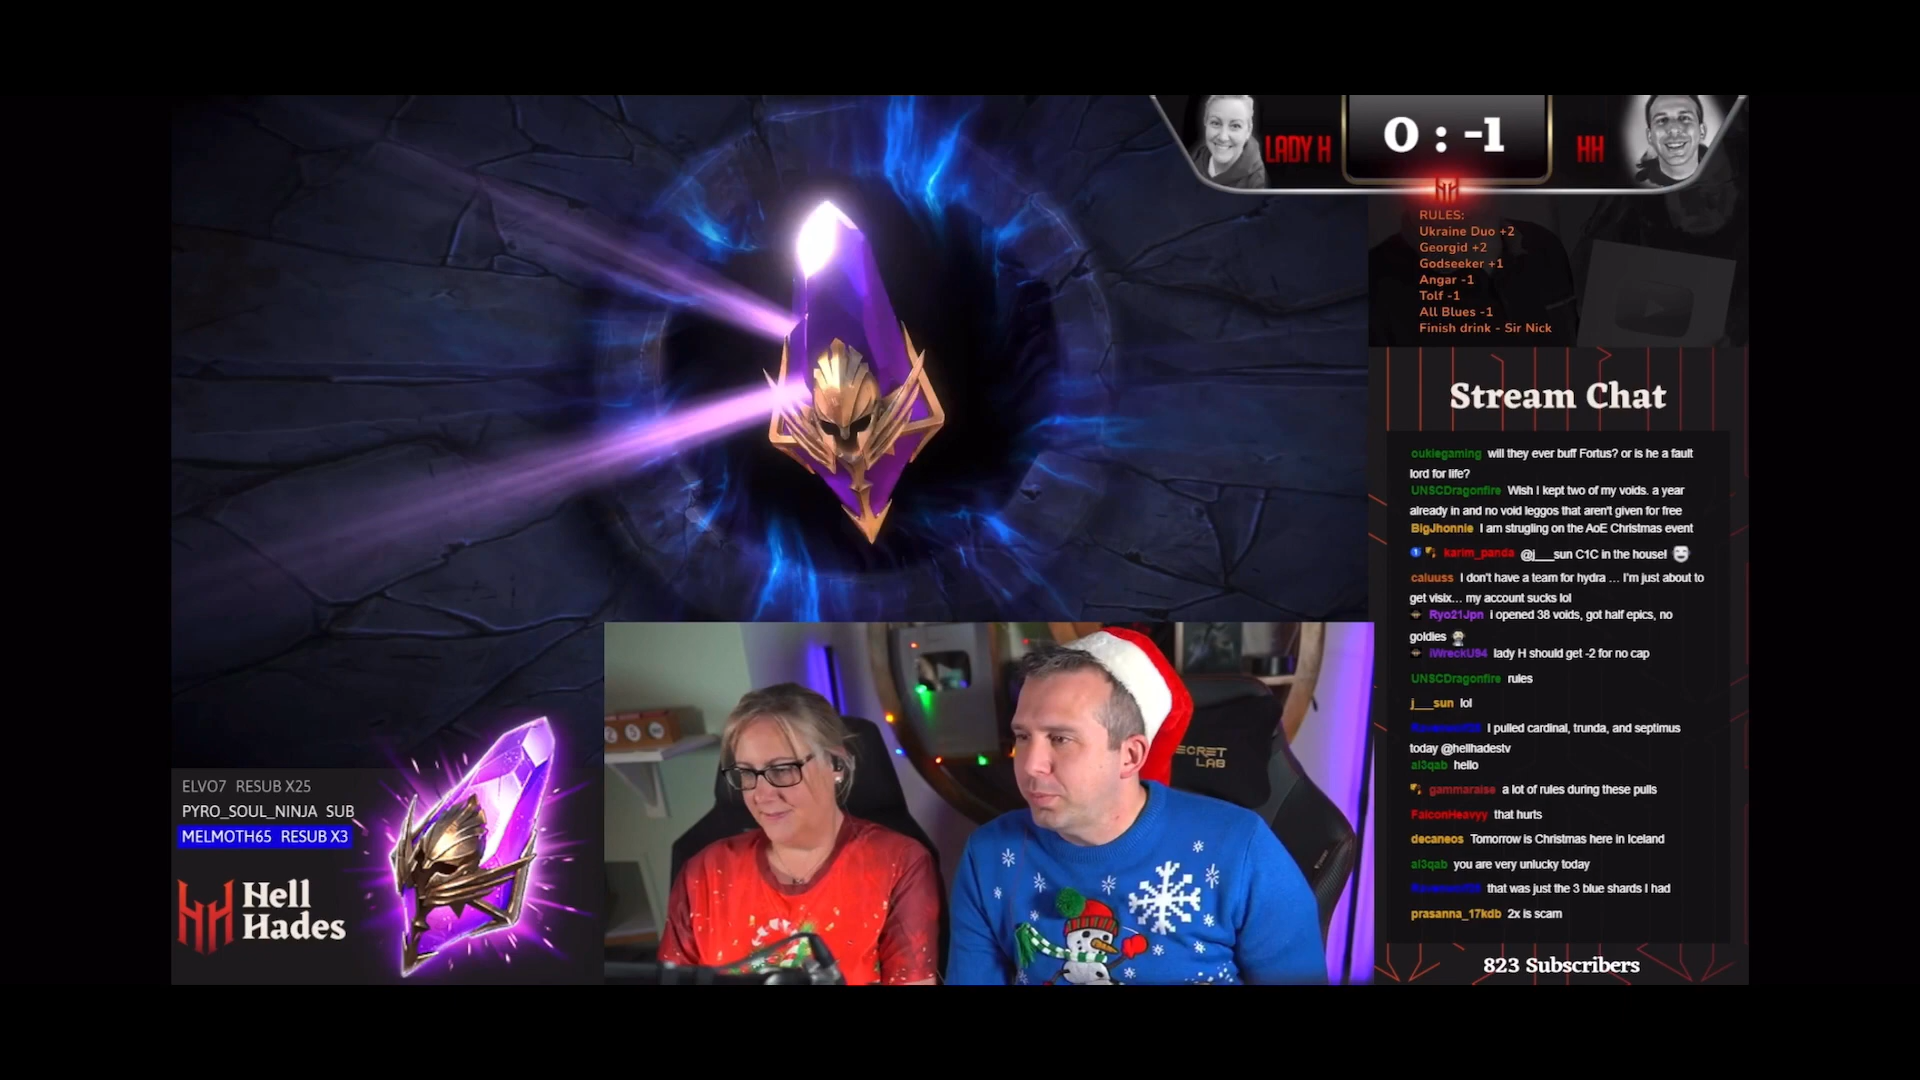 LADY H
0 : -1
HH
RULES:
Ukraine Duo +2
Georgid +2
Godseeker +1
Angar -1
Tolf -1
All Blues -1
Finish drink - Sir Nick
Stream Chat
oukiegaming will they ever buff Fortus? or is he a fault
lord for life?
UNSCDragonfire Wish I kept two of my voids. a year
already in and no void leggos that aren't given for free
BigJhonnie I am strugling on the AoE Christmas event
karim_panda @j___sun C1C in the house!
caluuss I don't have a team for hydra ... I'm just about to
get visix... my account sucks lol
Ryo21Jpn I opened 38 voids, got half epics, no
goldies
iWreckU94 lady H should get -2 for no cap
UNSCDragonfire rules
j___sun lol
I pulled cardinal, trunda, and septimus
today @hellhadestv
al3qab hello
gammaraise a lot of rules during these pulls
FalconHeavyy that hurts
decaneos Tomorrow is Christmas here in Iceland
al3qab you are very unlucky today
that was just the 3 blue shards I had
prasanna_17kdb 2x is scam
823 Subscribers
ELVO7 RESUB X25
PYRO_SOUL_NINJA SUB
MELMOTH65 RESUB X3
Hell
Hades
SECRET
LAB